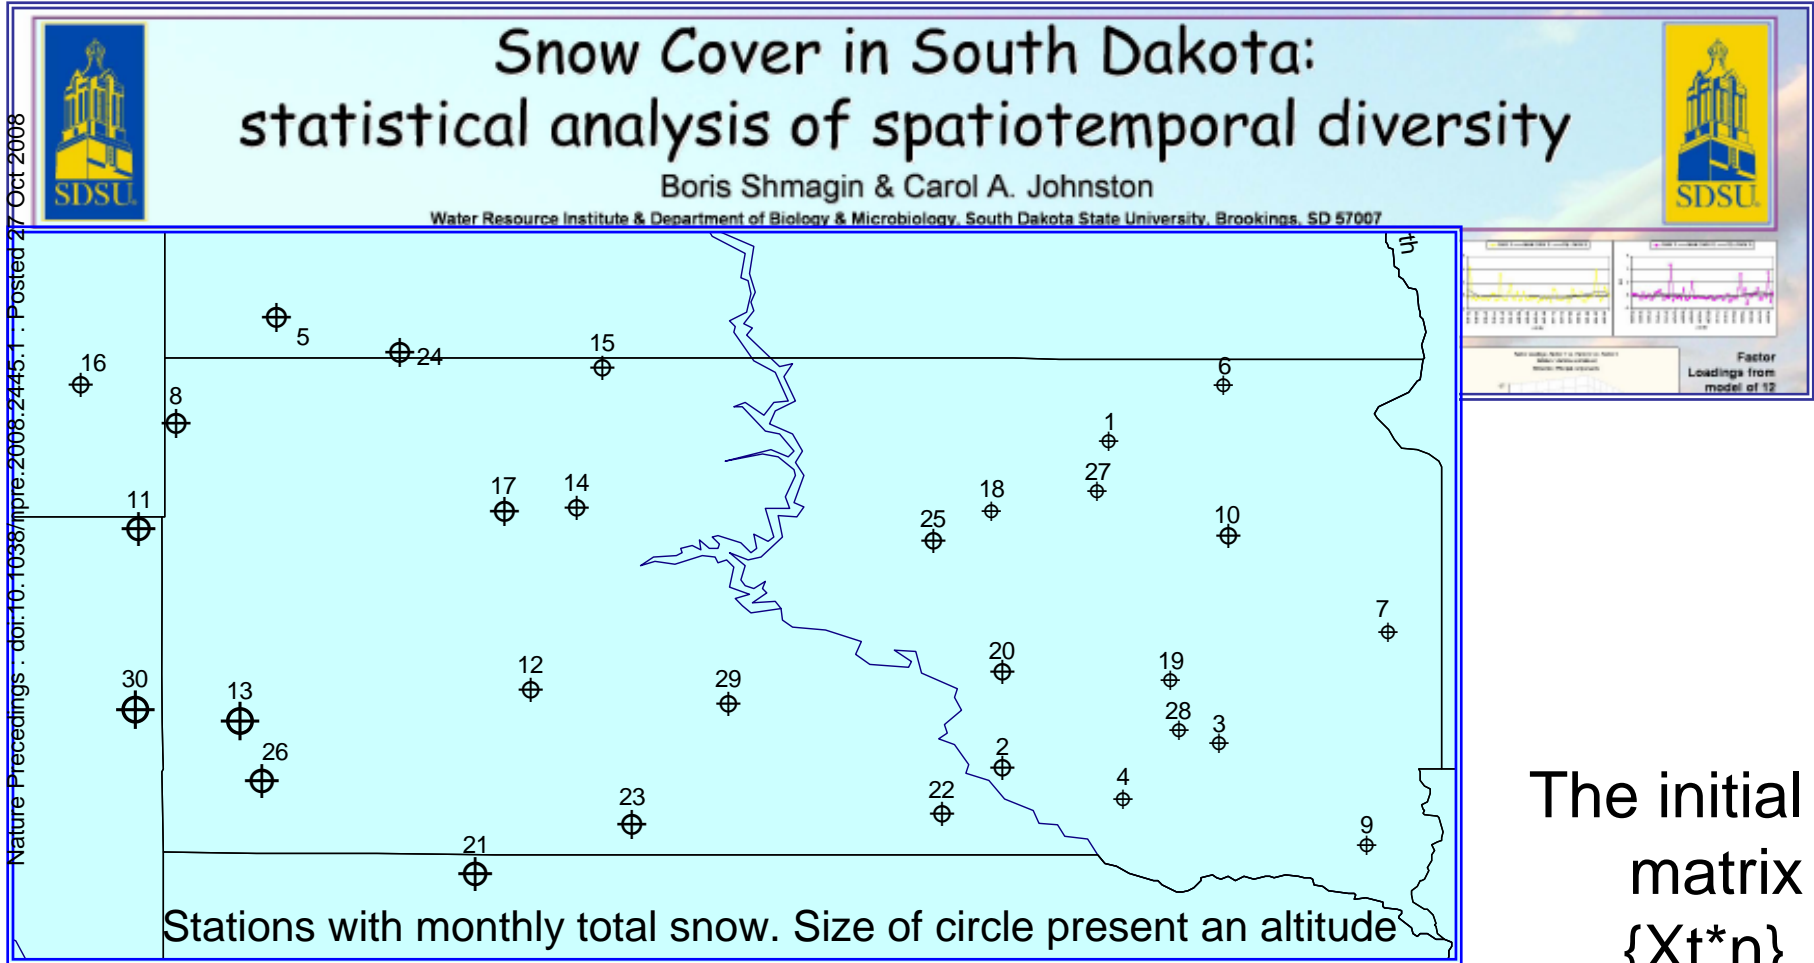 Snow Cover in South Dakota:
statistical analysis of spatiotemporal diversity
Boris Shmagin & Carol A. Johnston
Water Resource Institute & Department of Biology & Microbiology, South Dakota State University, Brookings, SD 57007
SDSU
SDSU
Nature Precedings : doi:10.1038/npre.2008.2445.1 : Posted 27 Oct 2008
th
5
24
15
16
8
6
1
27
11
17
14
18
25
10
7
30
13
12
29
20
19
26
28
3
2
4
23
22
21
9
Stations with monthly total snow. Size of circle present an altitude
Factor
Loadings from
model of 12
The initial
matrix
{Xt*n}